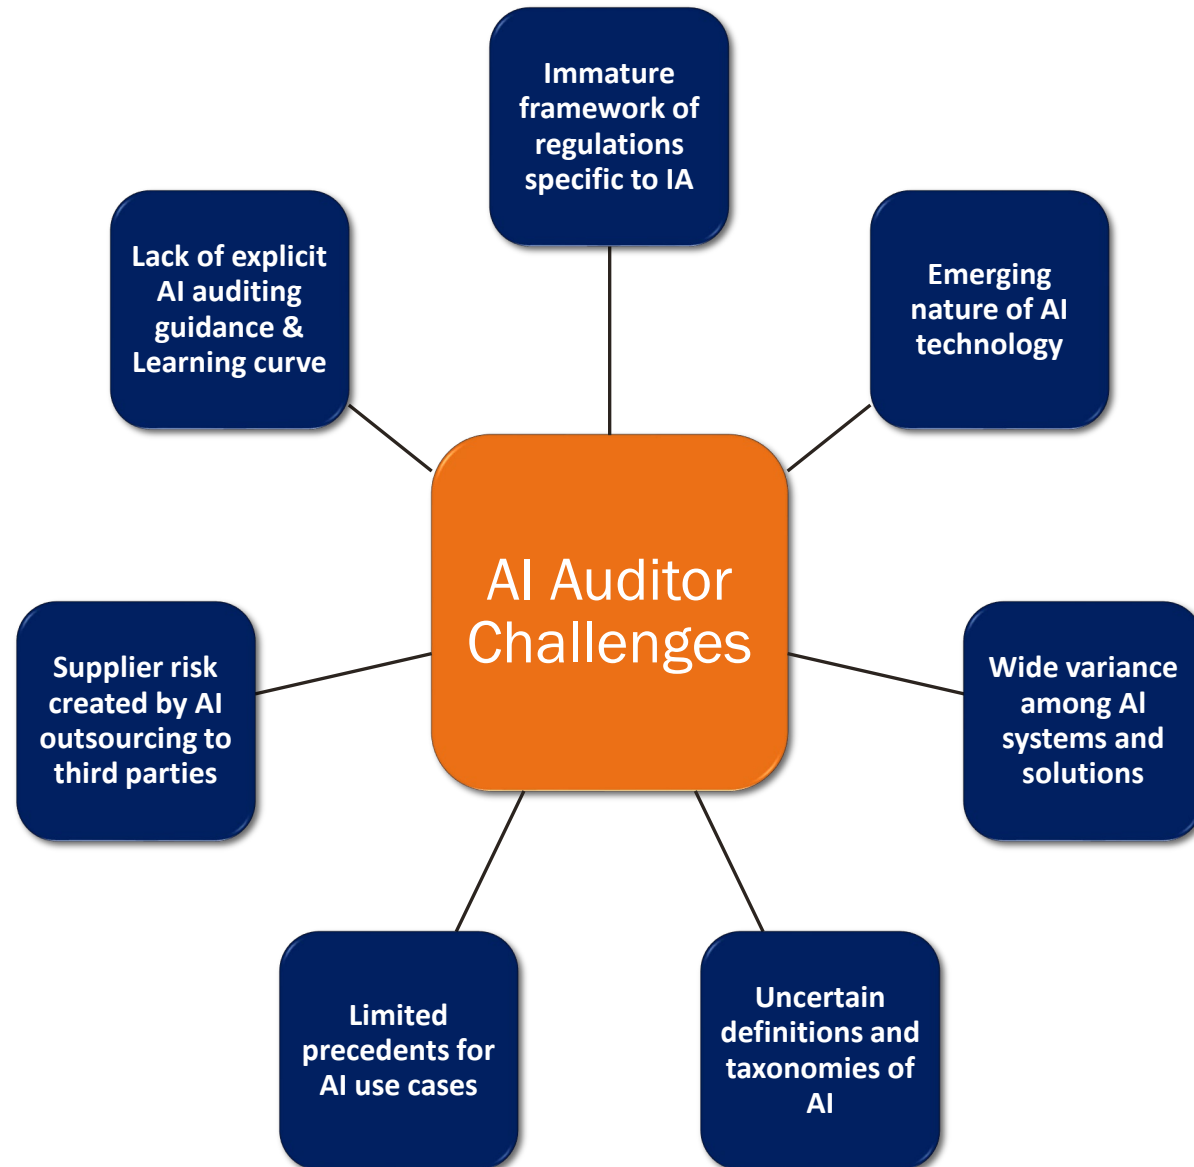 Immature
framework of
regulations
specific to IA
Lack of explicit
AI auditing
guidance &
Learning curve
Emerging
nature of AI
technology
AI Auditor
Challenges
Supplier risk
created by AI
outsourcing to
third parties
Wide variance
among AI
systems and
solutions
Limited
precedents for
AI use cases
Uncertain
definitions and
taxonomies of
AI